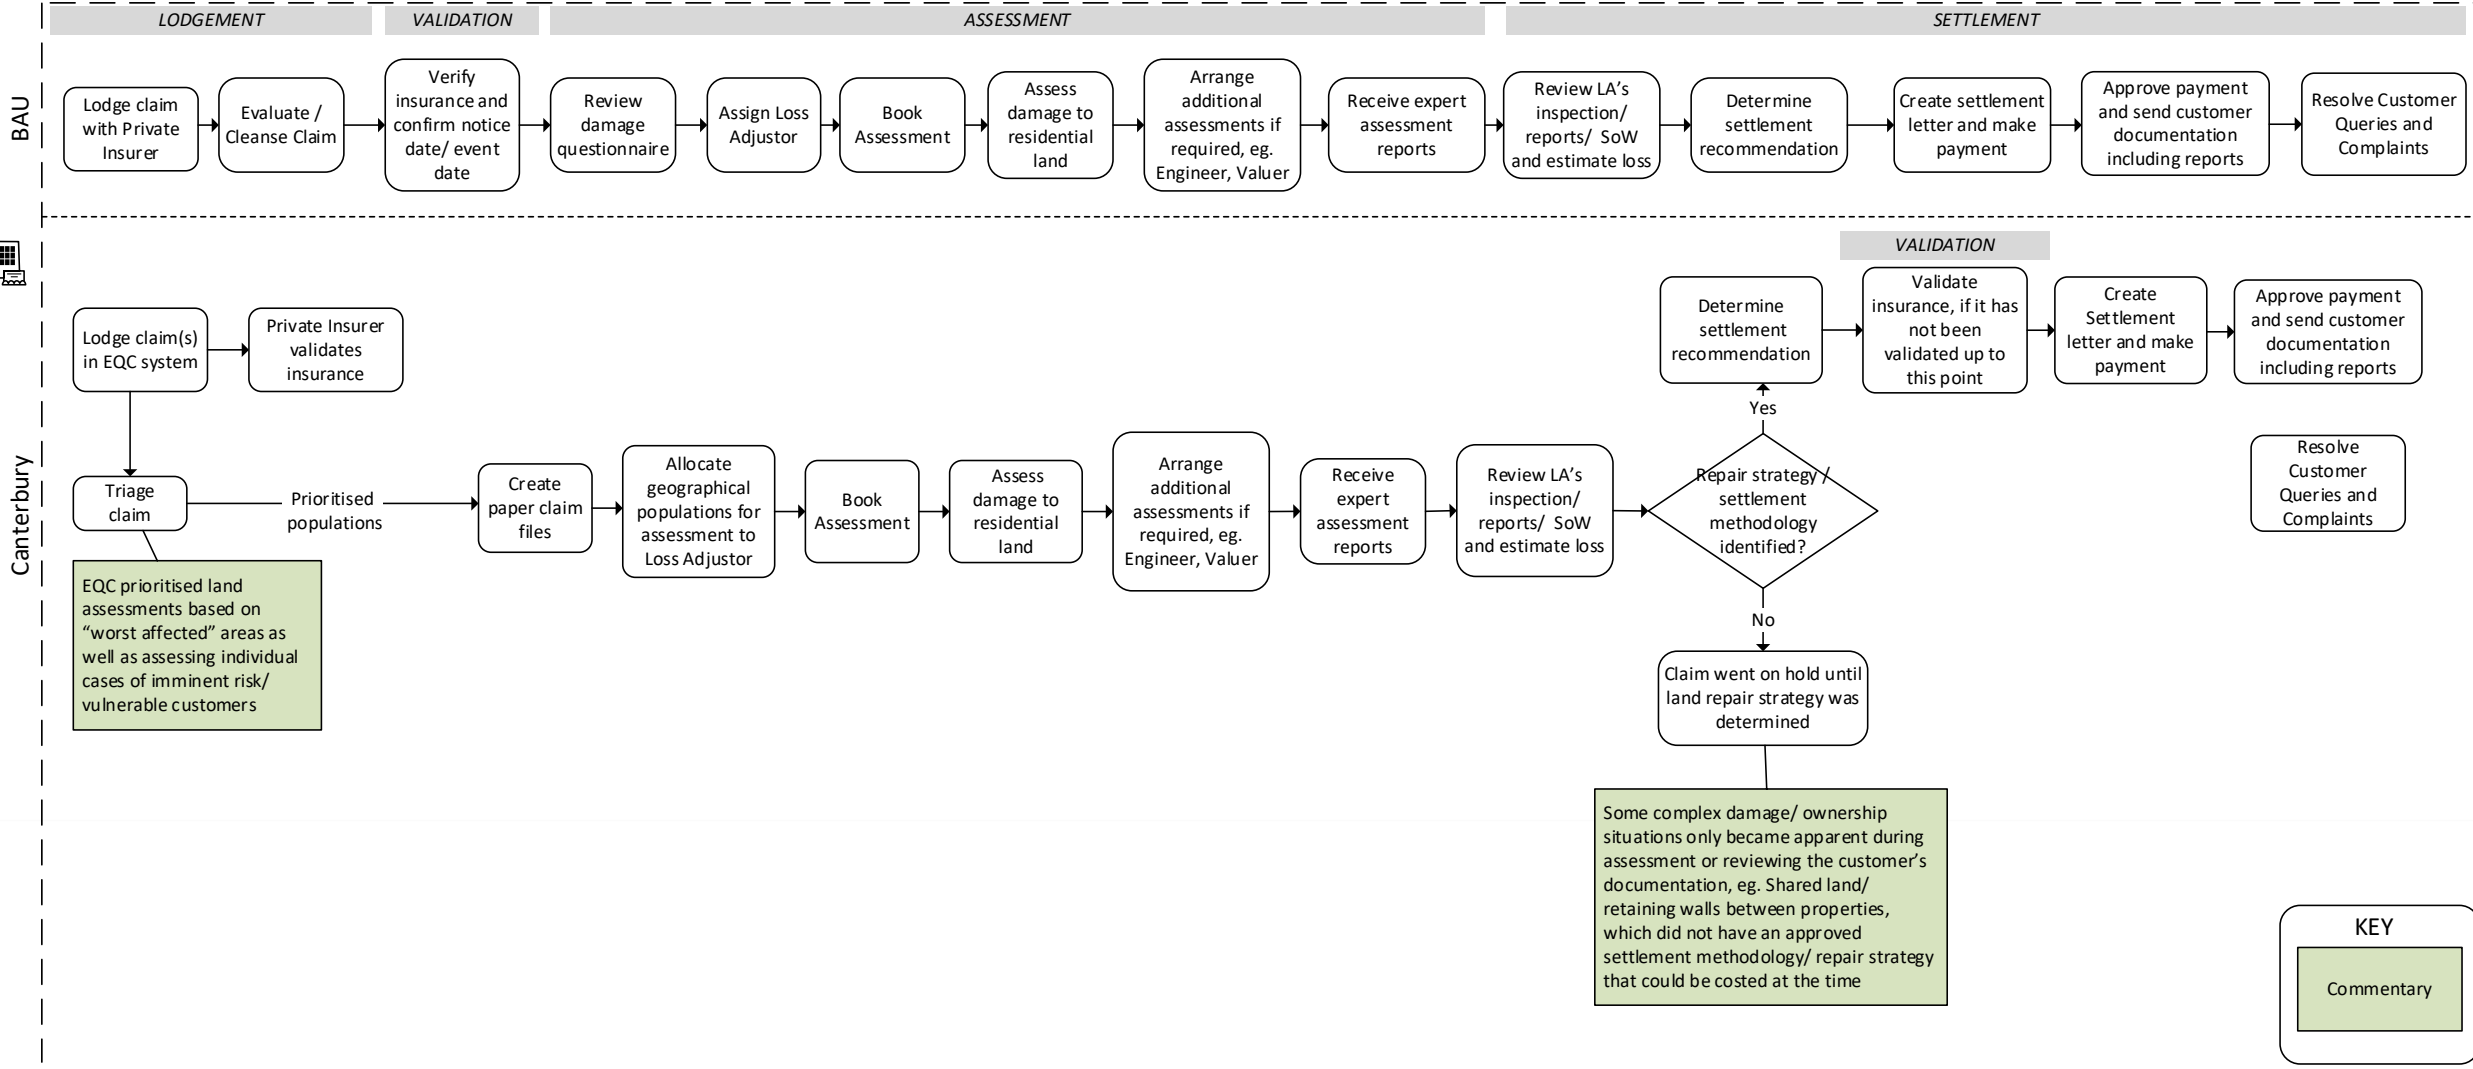 LODGEMENT
VALIDATION
ASSESSMENT
SETTLEMENT
BAU
Lodge claim
with Private
Insurer
Evaluate /
Cleanse Claim
Verify
insurance and
confirm notice
date/ event
date
Review
damage
questionnaire
Assign Loss
Adjustor
Book
Assessment
Assess
damage to
residential
land
Arrange
additional
assessments if
required, eg.
Engineer, Valuer
Receive expert
assessment
reports
Review LA’s
inspection/
reports/ SoW
and estimate loss
Determine
settlement
recommendation
Create settlement
letter and make
payment
Approve payment
and send customer
documentation
including reports
Resolve Customer
Queries and
Complaints
Canterbury
Lodge claim(s)
in EQC system
Private Insurer
validates
insurance
Triage
claim
Prioritised
populations
EQC prioritised land
assessments based on
“worst affected” areas as
well as assessing individual
cases of imminent risk/
vulnerable customers
Create
paper claim
files
Allocate
geographical
populations for
assessment to
Loss Adjustor
Book
Assessment
Assess
damage to
residential
land
Arrange
additional
assessments if
required, eg.
Engineer, Valuer
Receive
expert
assessment
reports
Review LA’s
inspection/
reports/ SoW
and estimate loss
Repair strategy /
settlement
methodology
identified?
Yes
Determine
settlement
recommendation
VALIDATION
Validate
insurance, if it has
not been
validated up to
this point
Create
Settlement
letter and make
payment
Approve payment
and send customer
documentation
including reports
Resolve
Customer
Queries and
Complaints
No
Claim went on hold until
land repair strategy was
determined
Some complex damage/ ownership
situations only became apparent during
assessment or reviewing the customer’s
documentation, eg. Shared land/
retaining walls between properties,
which did not have an approved
settlement methodology/ repair strategy
that could be costed at the time
KEY
Commentary